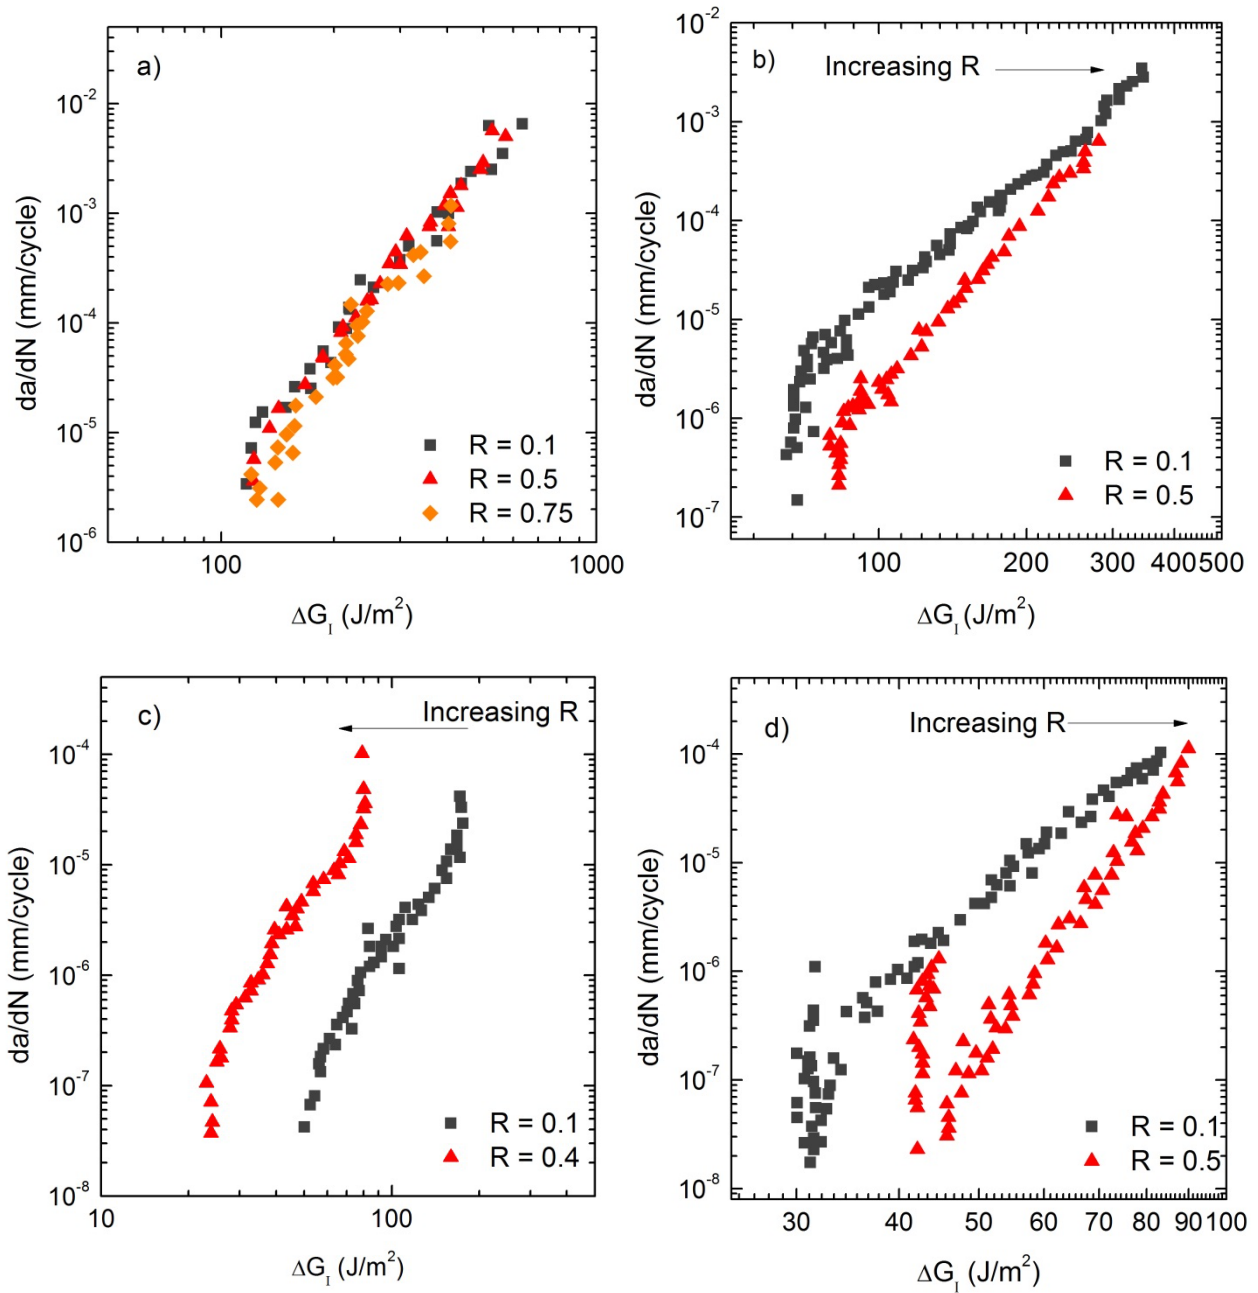 a)
10⁻²
10⁻³
10⁻⁴
10⁻⁵
10⁻⁶
da/dN (mm/cycle)
R = 0.1
R = 0.5
R = 0.75
100 1000
ΔG_I (J/m²)
b)
Increasing R
10⁻²
10⁻³
10⁻⁴
10⁻⁵
10⁻⁶
10⁻⁷
da/dN (mm/cycle)
R = 0.1
R = 0.5
100 200 300 400 500
ΔG_I (J/m²)
c)
Increasing R
10⁻⁴
10⁻⁵
10⁻⁶
10⁻⁷
10⁻⁸
da/dN (mm/cycle)
R = 0.1
R = 0.4
10 100
ΔG_I (J/m²)
d)
Increasing R
10⁻⁴
10⁻⁵
10⁻⁶
10⁻⁷
10⁻⁸
da/dN (mm/cycle)
R = 0.1
R = 0.5
30 40 50 60 70 80 90 100
ΔG_I (J/m²)